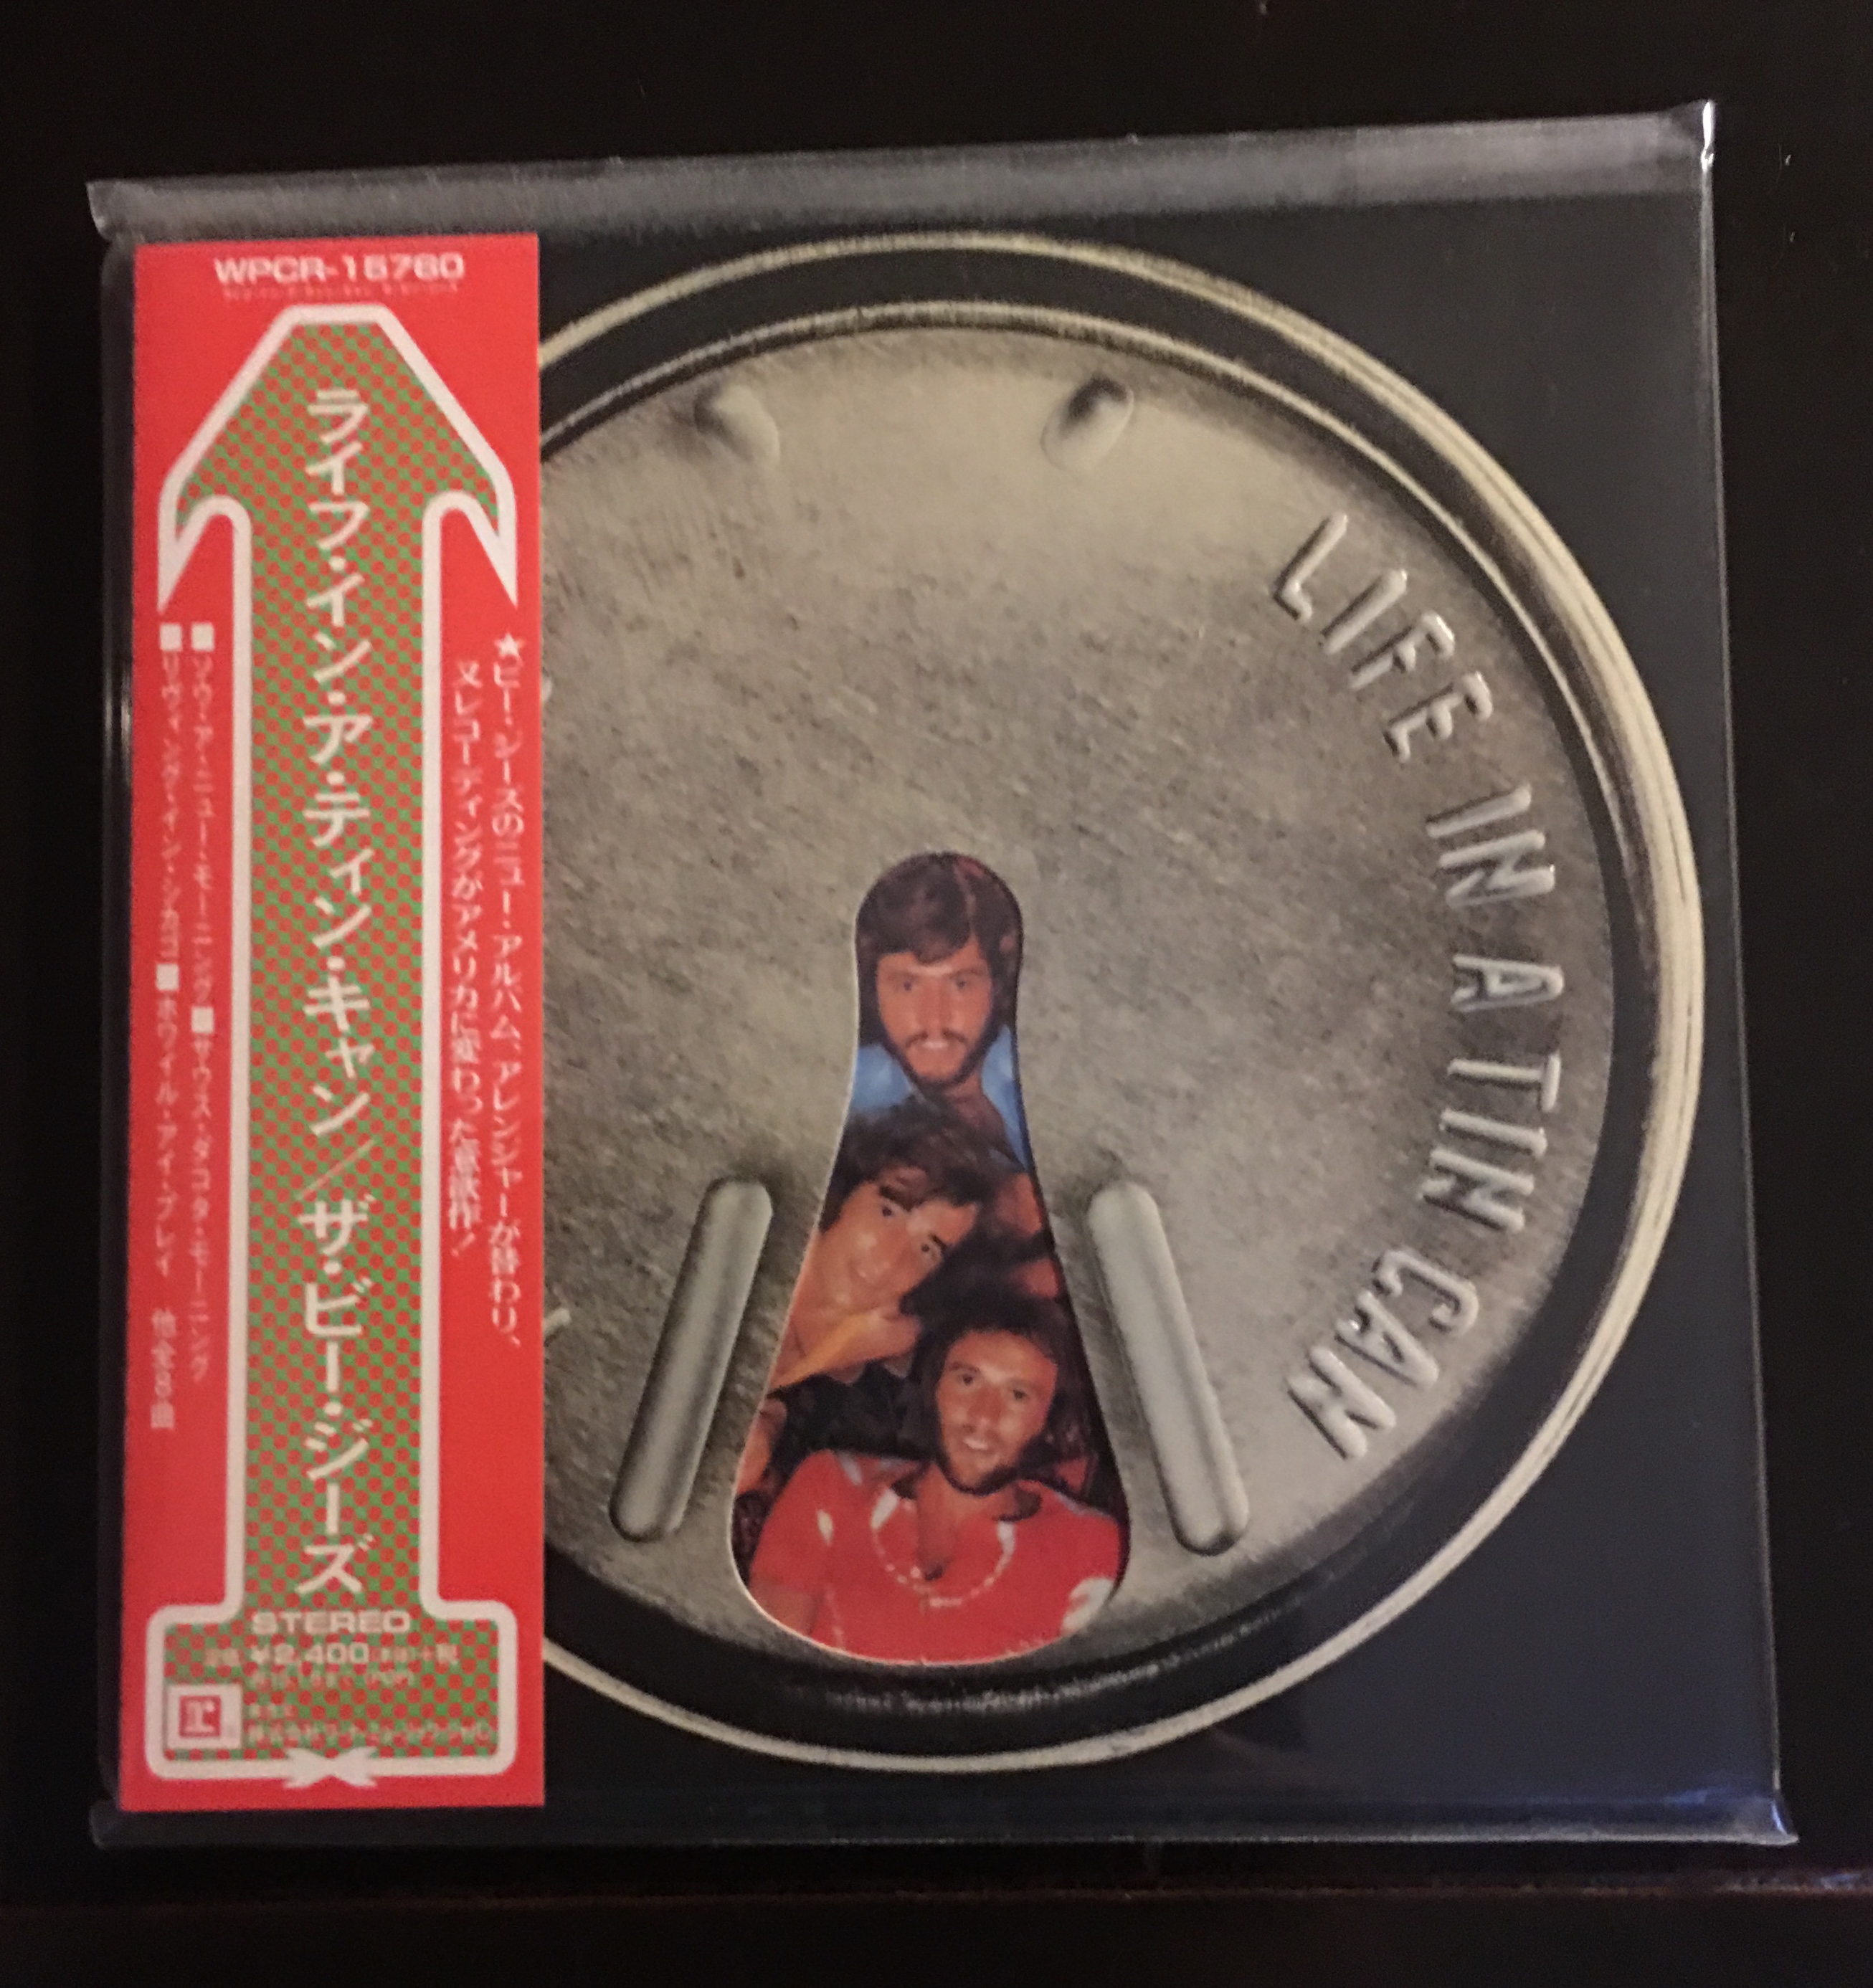 WPCR-15760
★ビー・ジーズのニュー・アルバム、アレンジャーが替わり、
又レコーディングがアメリカに変わった意欲作!
ライフ・イン・ア・ティン・キャン/ザ・ビー・ジーズ
■ソウ・ア・ニュー・モーニング■サウス・ダコタ・モーニング
■リヴィング・イン・シカゴ■ホワイル・アイ・プレイ 他全8曲
STEREO
¥2,400 +税
r
LIFE IN A TIN CAN